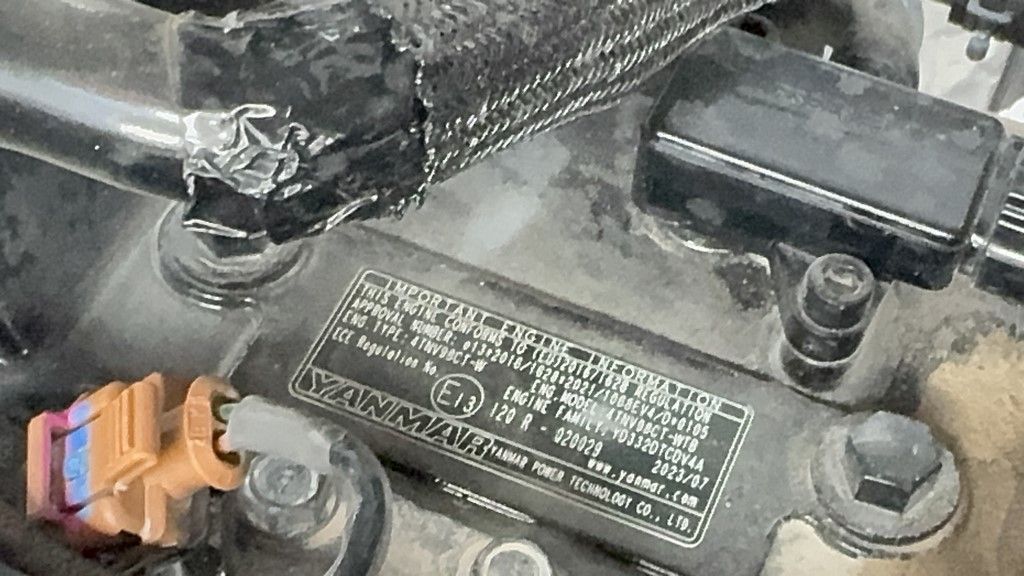 IMPORTANT ENGINE INFORMATION
THIS ENGINE CONFORMS TO (EU)2016/1628 REGULATION
APPROVAL NUMBER: e13*2016/1628*2021/1068EV4/D*0105
ENG. TYPE: 4TNV98CT-W ENG. MODEL: 4TNV98CT-WTB
ENGINE FAMILY: YD332DTCDV4A
ECE Regulation No. 2023/07
E13 120 R - 020029
www.yanmar.com
YANMAR YANMAR POWER TECHNOLOGY CO., LTD.